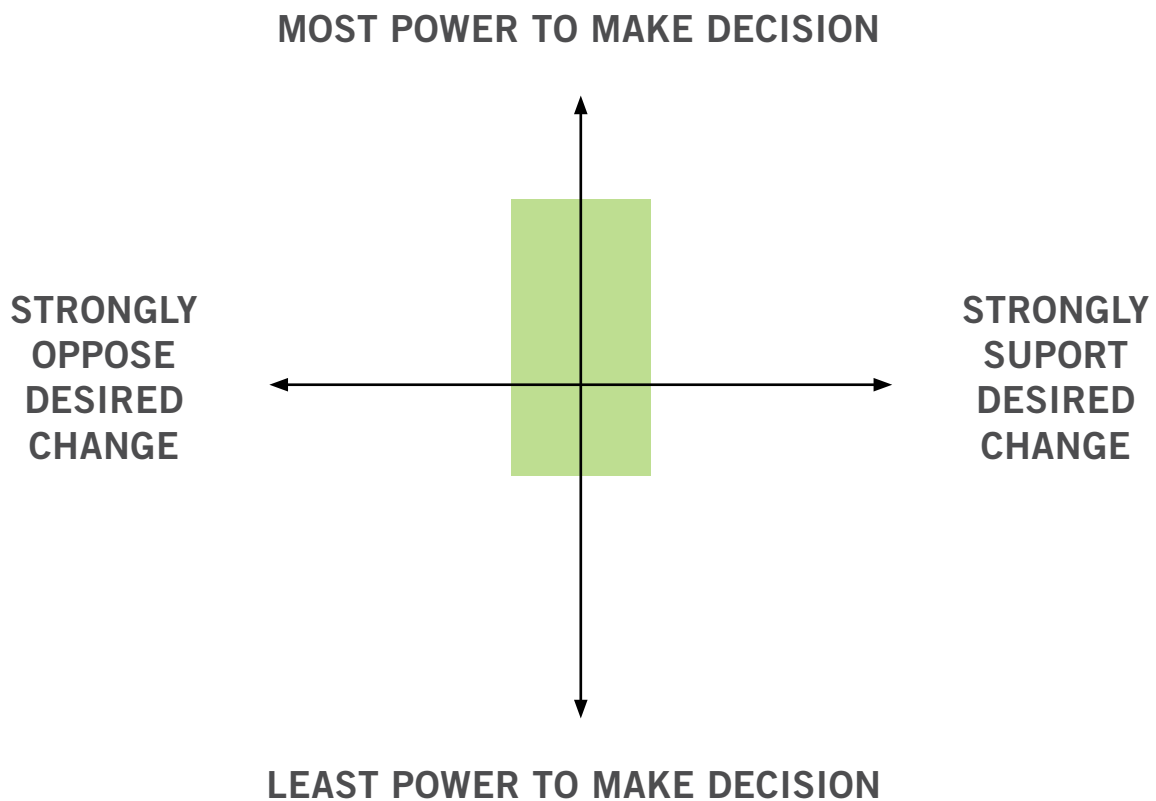 MOST POWER TO MAKE DECISION
STRONGLY
OPPOSE
DESIRED
CHANGE
STRONGLY
SUPORT
DESIRED
CHANGE
LEAST POWER TO MAKE DECISION